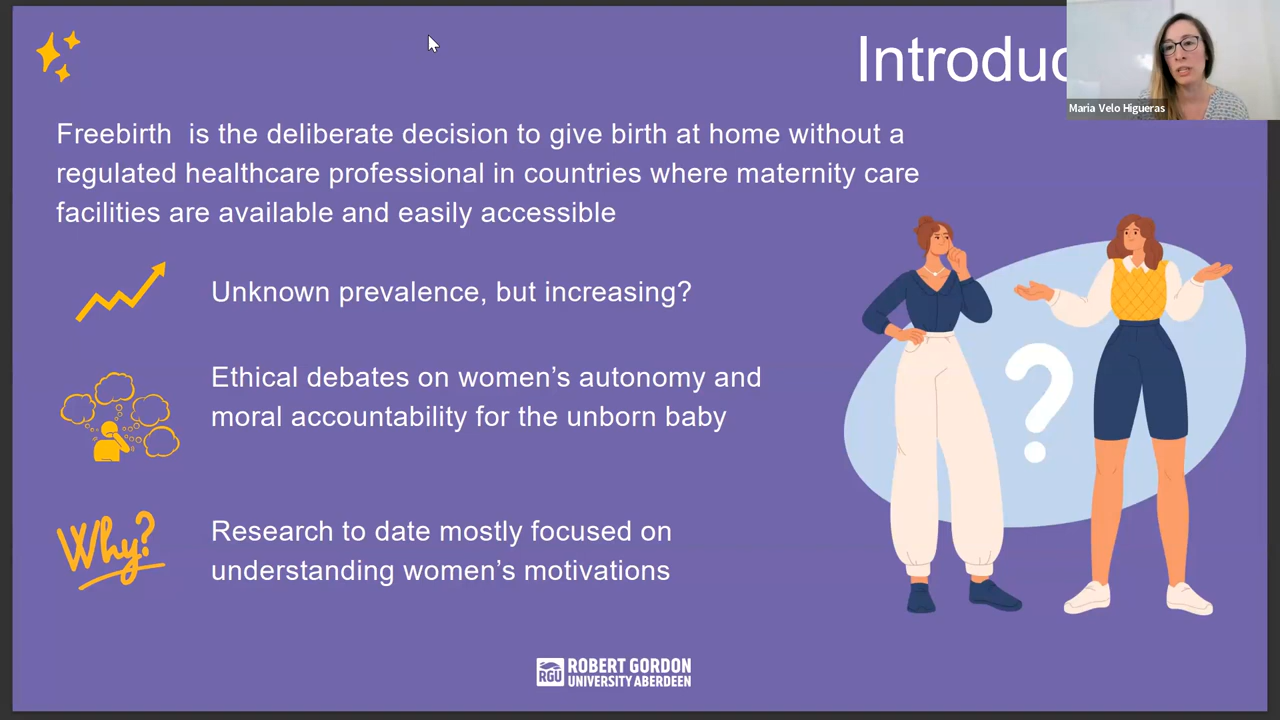 Introduc
Maria Velo Higueras
Freebirth is the deliberate decision to give birth at home without a
regulated healthcare professional in countries where maternity care
facilities are available and easily accessible
Unknown prevalence, but increasing?
Ethical debates on women’s autonomy and
moral accountability for the unborn baby
Why?
Research to date mostly focused on
understanding women’s motivations
?
RGU
ROBERT GORDON
UNIVERSITY ABERDEEN